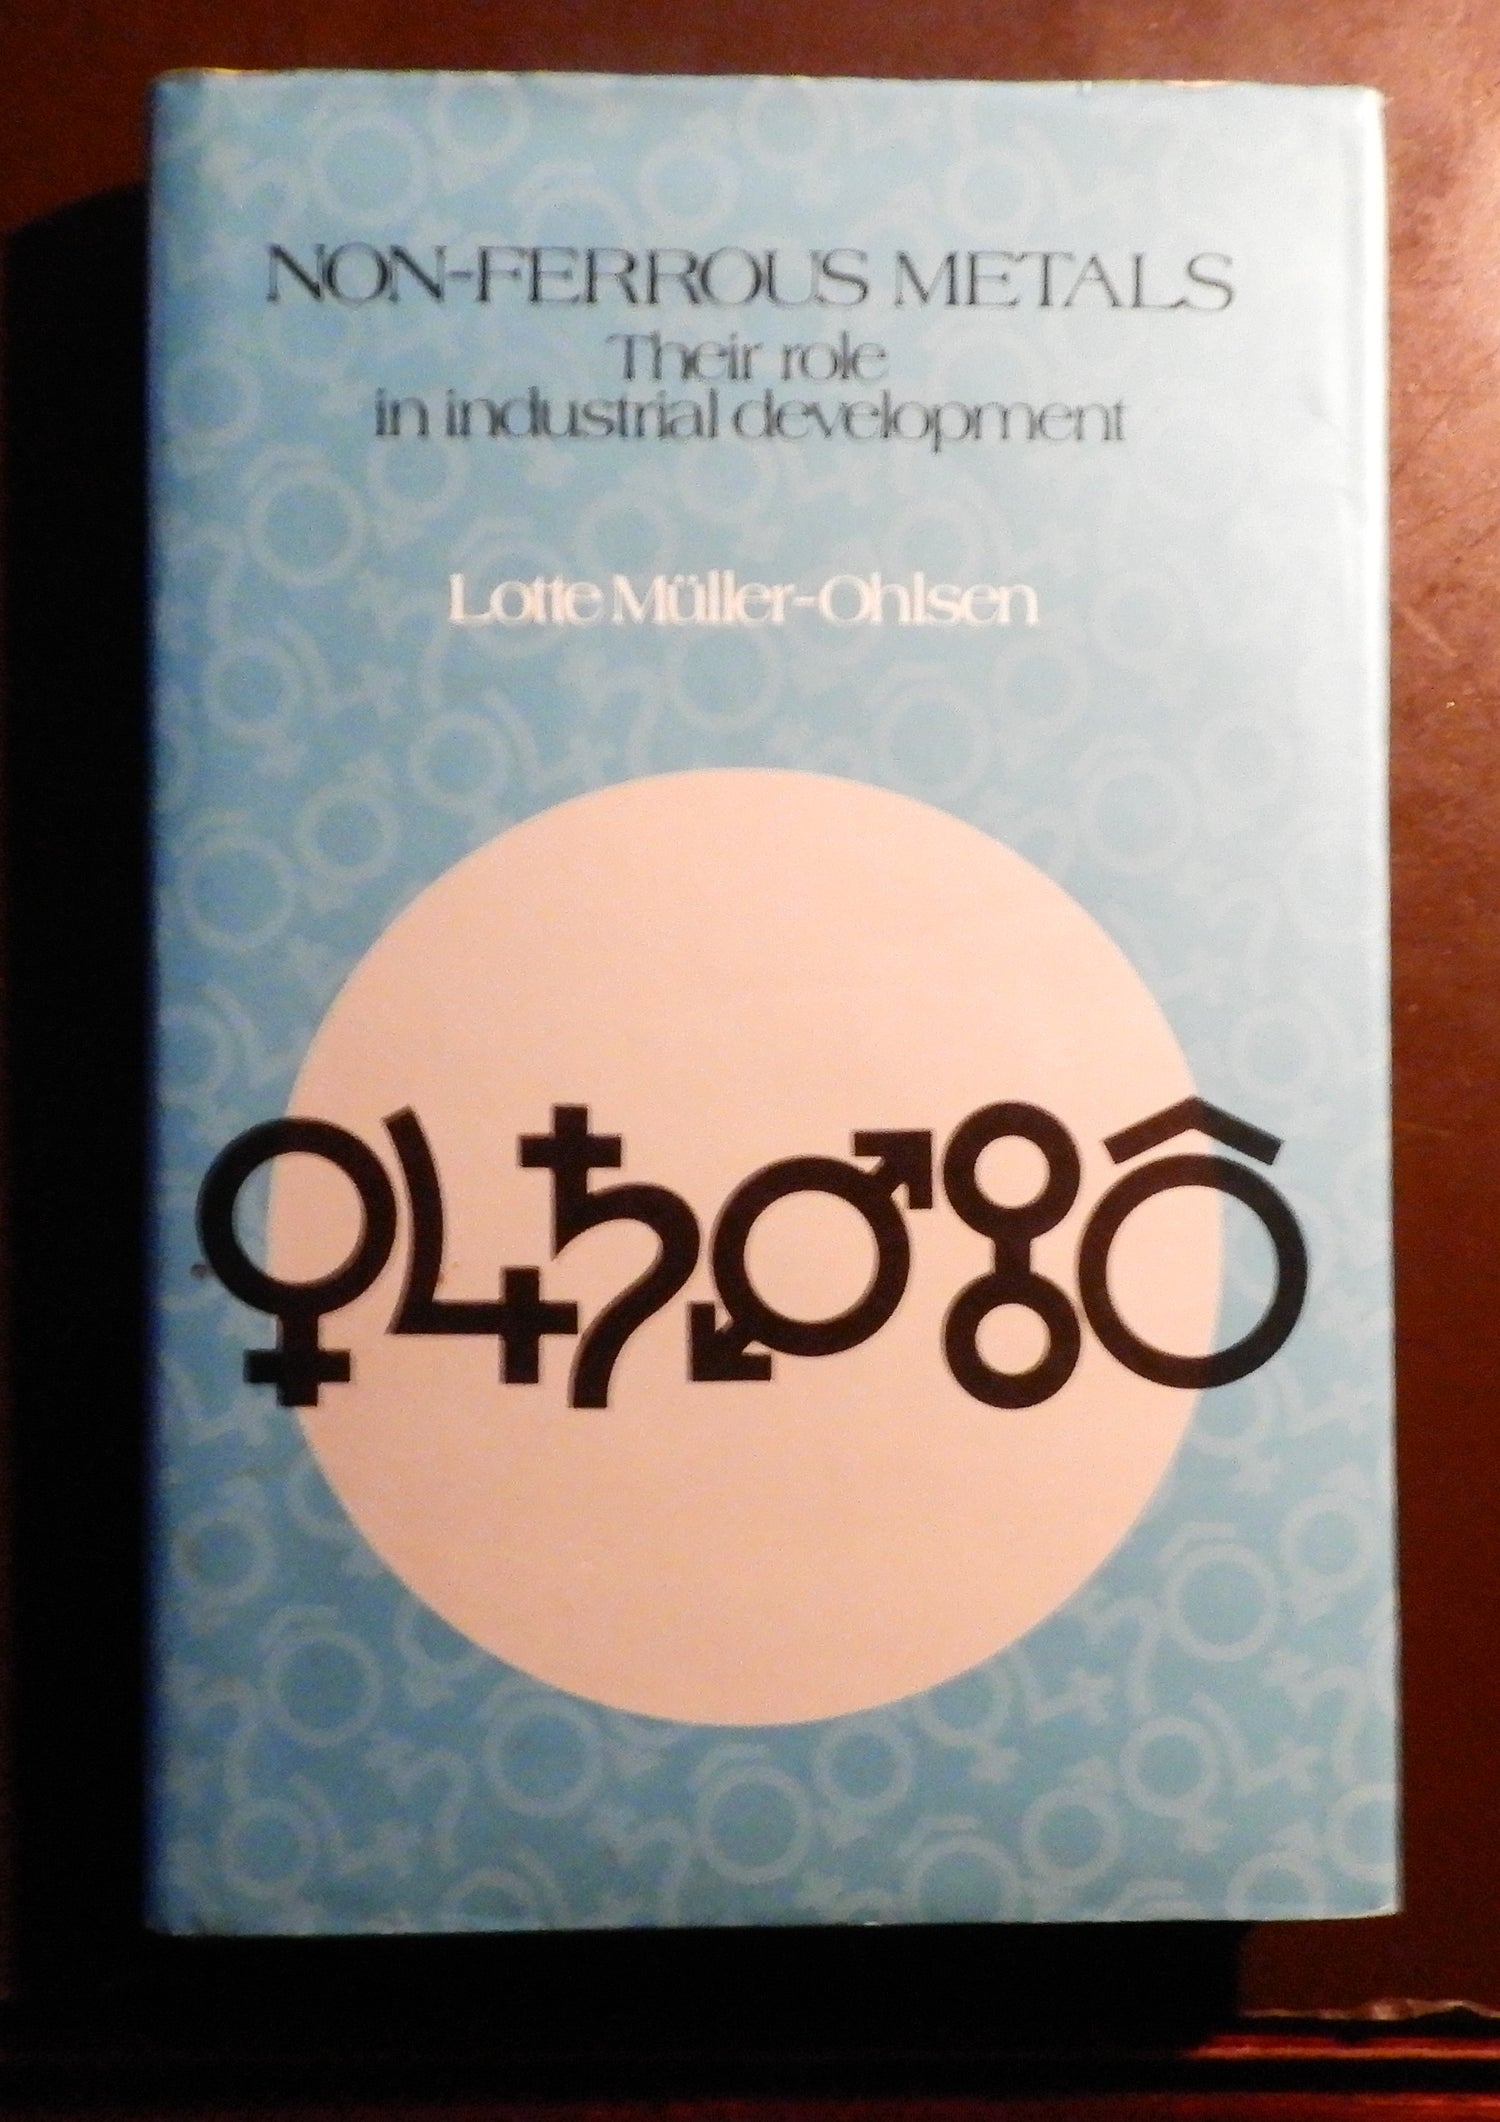 NON-FERROUS METALS
Their role
in industrial development
Lotte Müller-Ohlsen